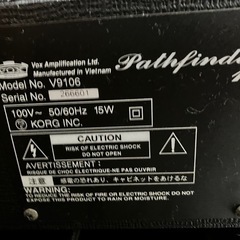 VOX
Vox Amplification Ltd.
Manufactured in Vietnam
Pathfinde
Model No. V9106
Serial No. 266601
100V~ 50/60Hz 15W
© KORG INC.
CAUTION
RISK OF ELECTRIC SHOCK
DO NOT OPEN
AVERTISSEMENT:
RISQUE DE CHOC ELECTRIQUE
NE PAS OUVRIR
注意 感電の恐れあり、キャビネットをあけるな
TO REDUCE THE RISK OF FIRE OR ELECTRIC SHOCK DO NOT
EXPOSE THIS PRODUCT TO RAIN OR MOISTURE.